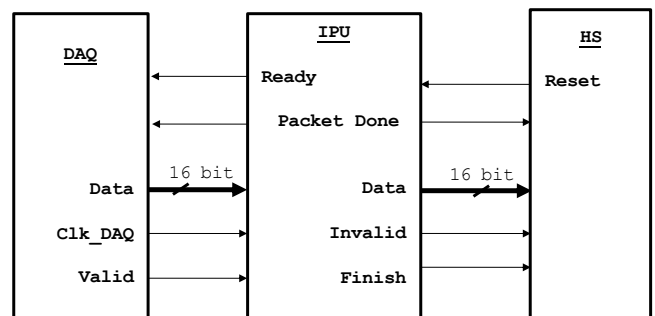 DAQ
IPU
HS
Ready
Reset
Packet Done
16 bit
16 bit
Data
Data
Clk_DAQ
Invalid
Valid
Finish